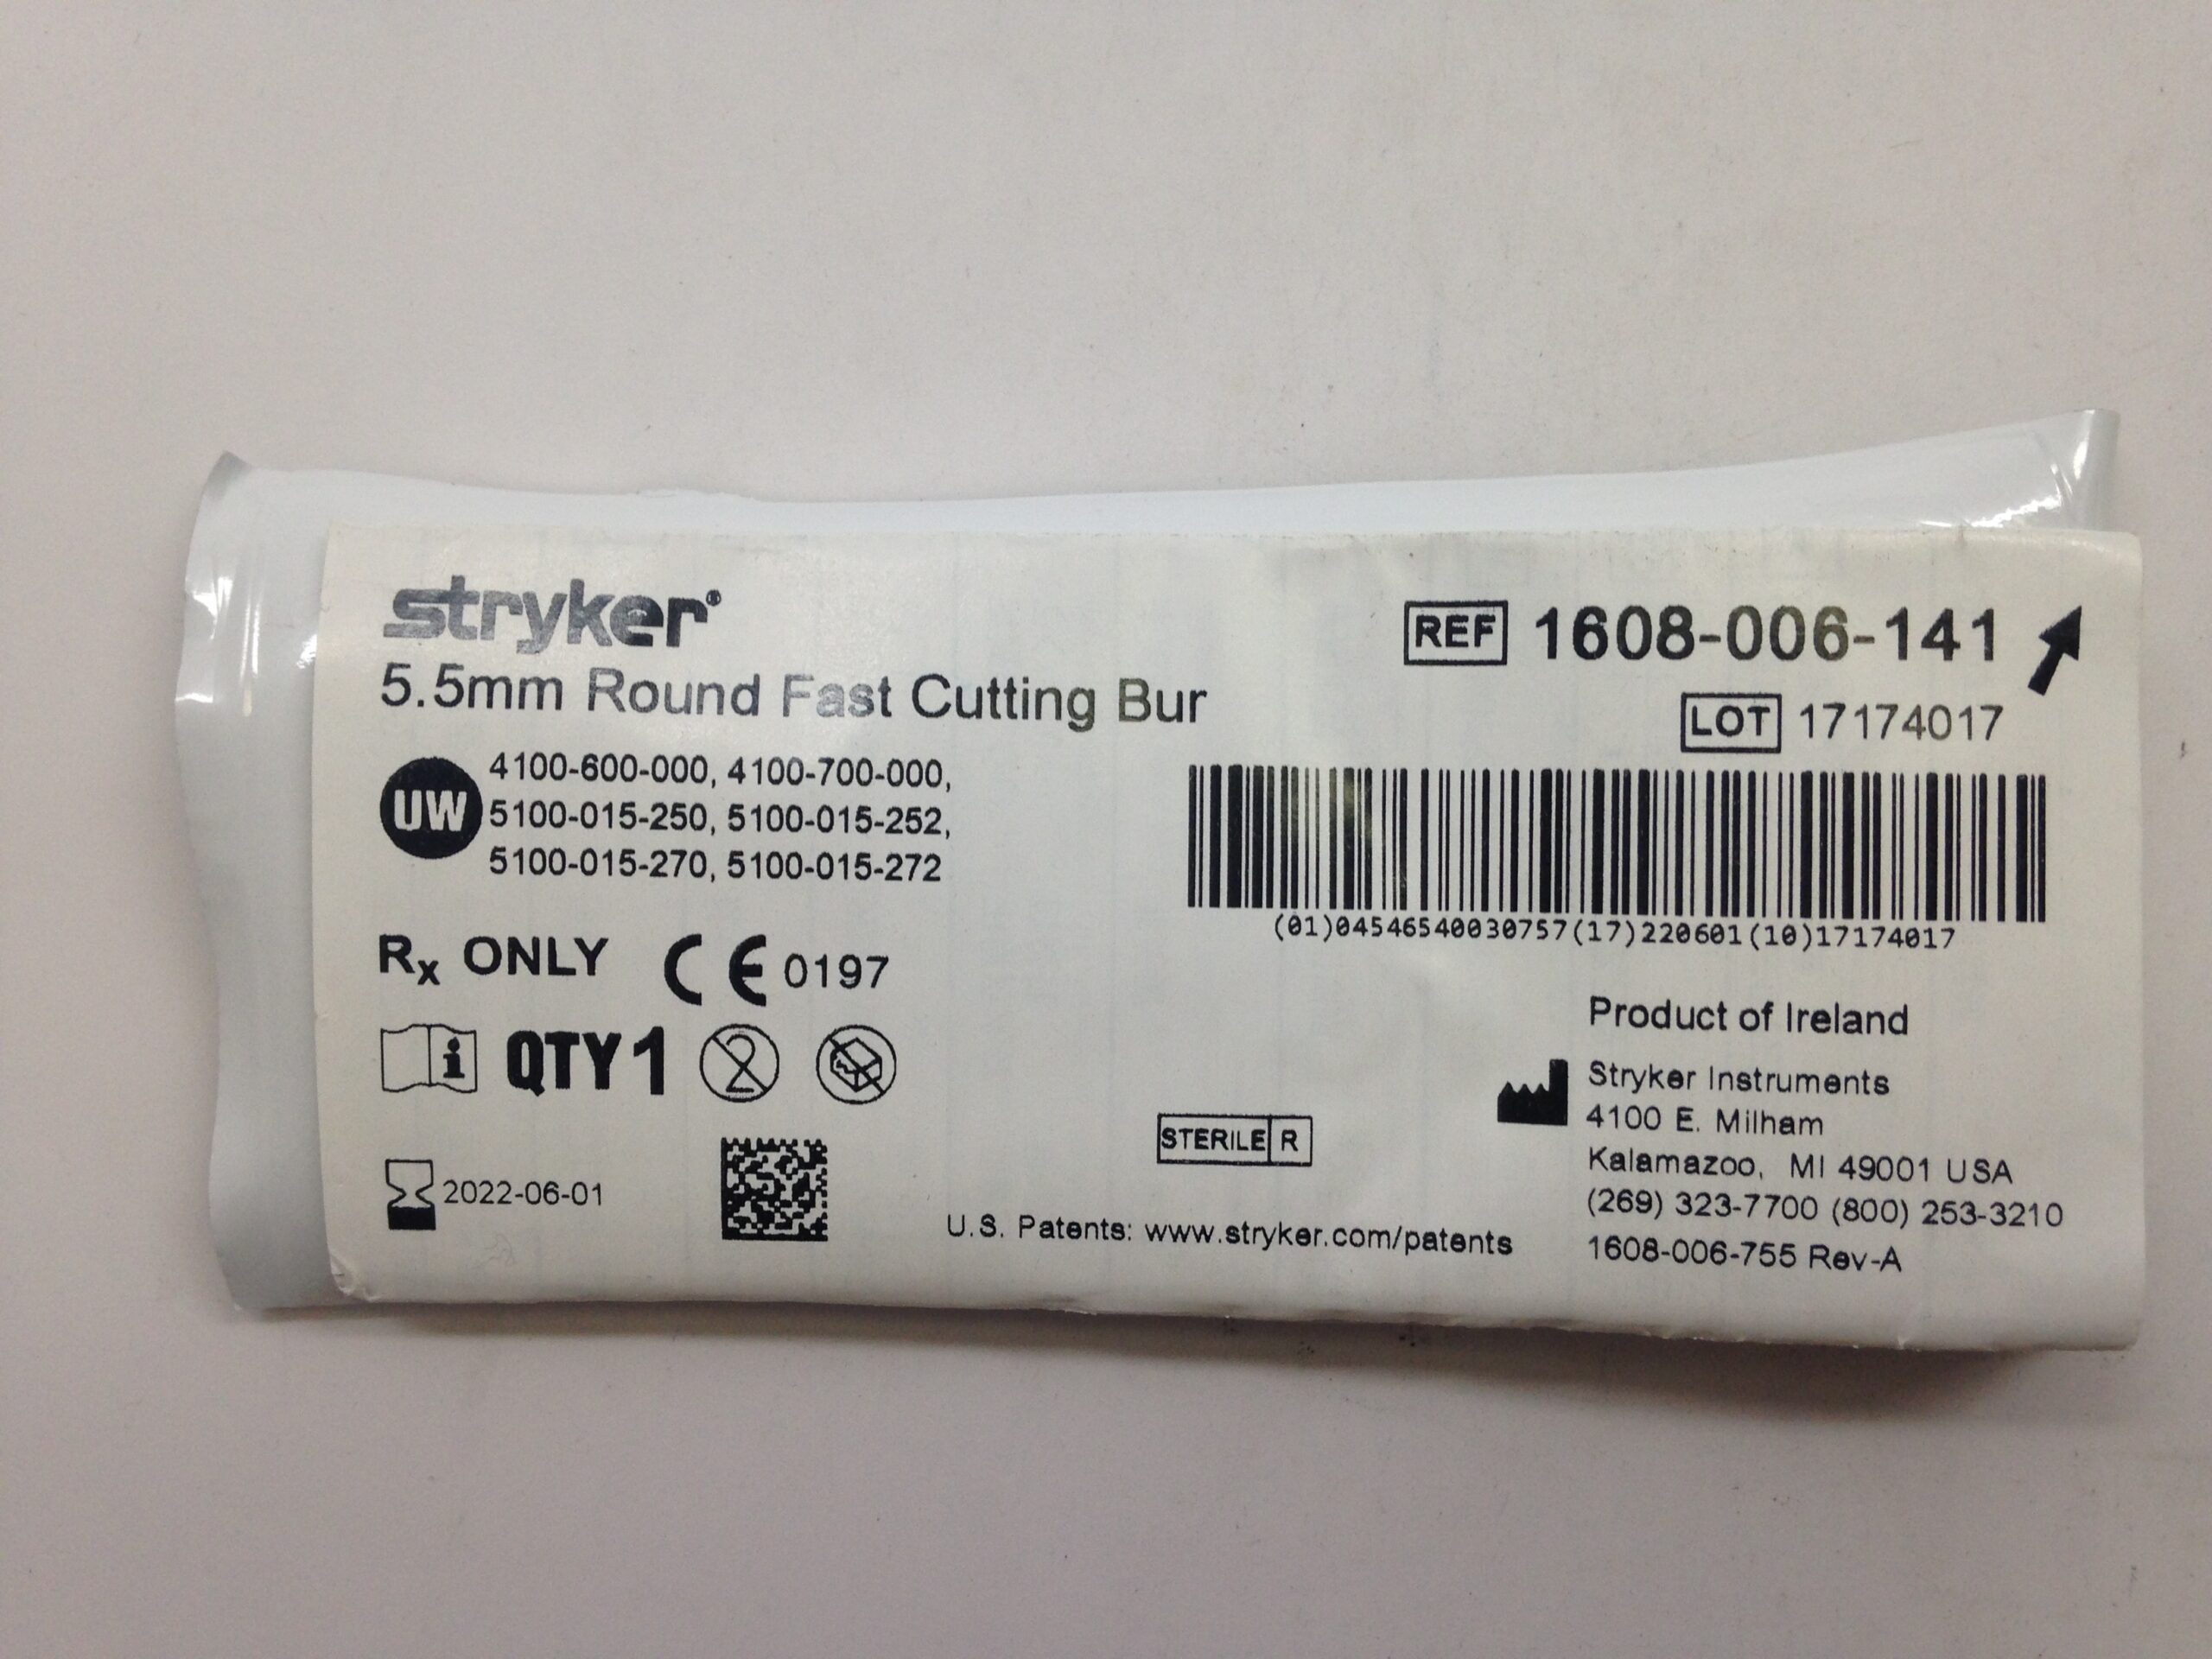 stryker®
5.5mm Round Fast Cutting Bur
REF 1608-006-141
LOT 17174017
UW 4100-600-000, 4100-700-000,
5100-015-250, 5100-015-252,
5100-015-270, 5100-015-272
(01)04546540030757(17)220601(10)17174017
Rx ONLY CE 0197
i QTY 1 2
2022-06-01
STERILE R
U.S. Patents: www.stryker.com/patents
Product of Ireland
Stryker Instruments
4100 E. Milham
Kalamazoo, MI 49001 USA
(269) 323-7700 (800) 253-3210
1608-006-755 Rev-A